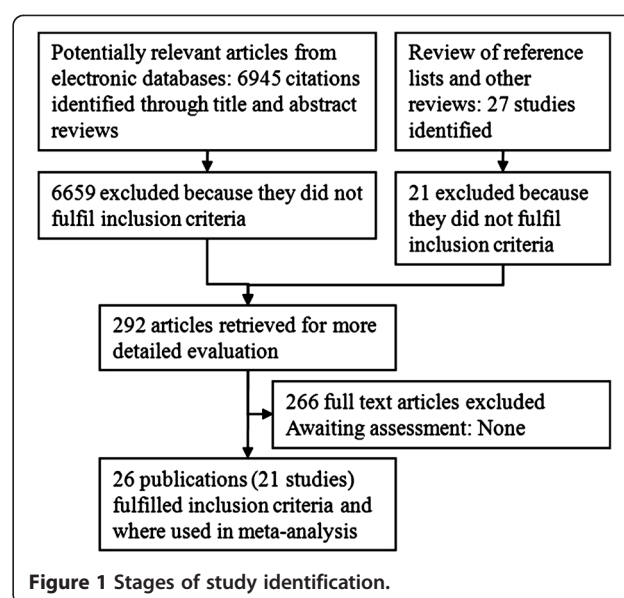 Potentially relevant articles from
electronic databases: 6945 citations
identified through title and abstract
reviews
Review of reference
lists and other
reviews: 27 studies
identified
6659 excluded because they did not
fulfil inclusion criteria
21 excluded because
they did not fulfil
inclusion criteria
292 articles retrieved for more
detailed evaluation
266 full text articles excluded
Awaiting assessment: None
26 publications (21 studies)
fulfilled inclusion criteria and
where used in meta-analysis
Figure 1 Stages of study identification.